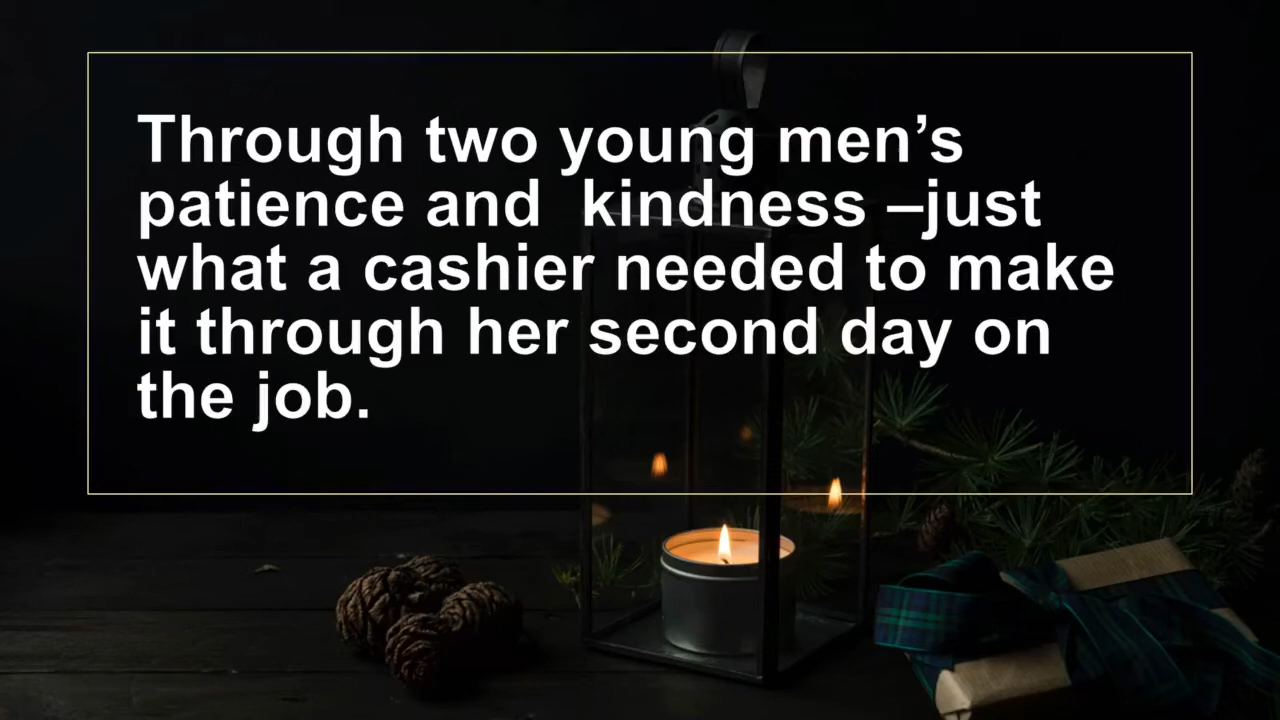 Through two young men’s
patience and  kindness –just
what a cashier needed to make
it through her second day on
the job.